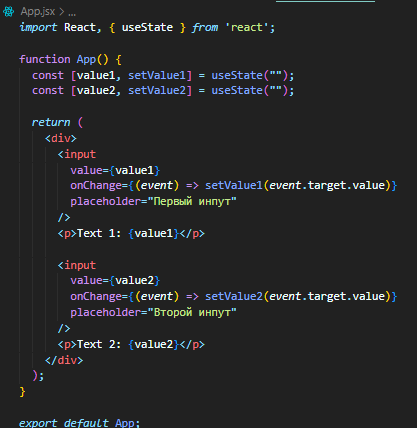 App.jsx > ...
import React, { useState } from 'react';
function App() {
const [value1, setValue1] = useState("");
const [value2, setValue2] = useState("");
return (
<div>
<input
value={value1}
onChange={(event) => setValue1(event.target.value)}
placeholder="Первый инпут"
/>
<p>Text 1: {value1}</p>
<input
value={value2}
onChange={(event) => setValue2(event.target.value)}
placeholder="Второй инпут"
/>
<p>Text 2: {value2}</p>
</div>
);
}
export default App;